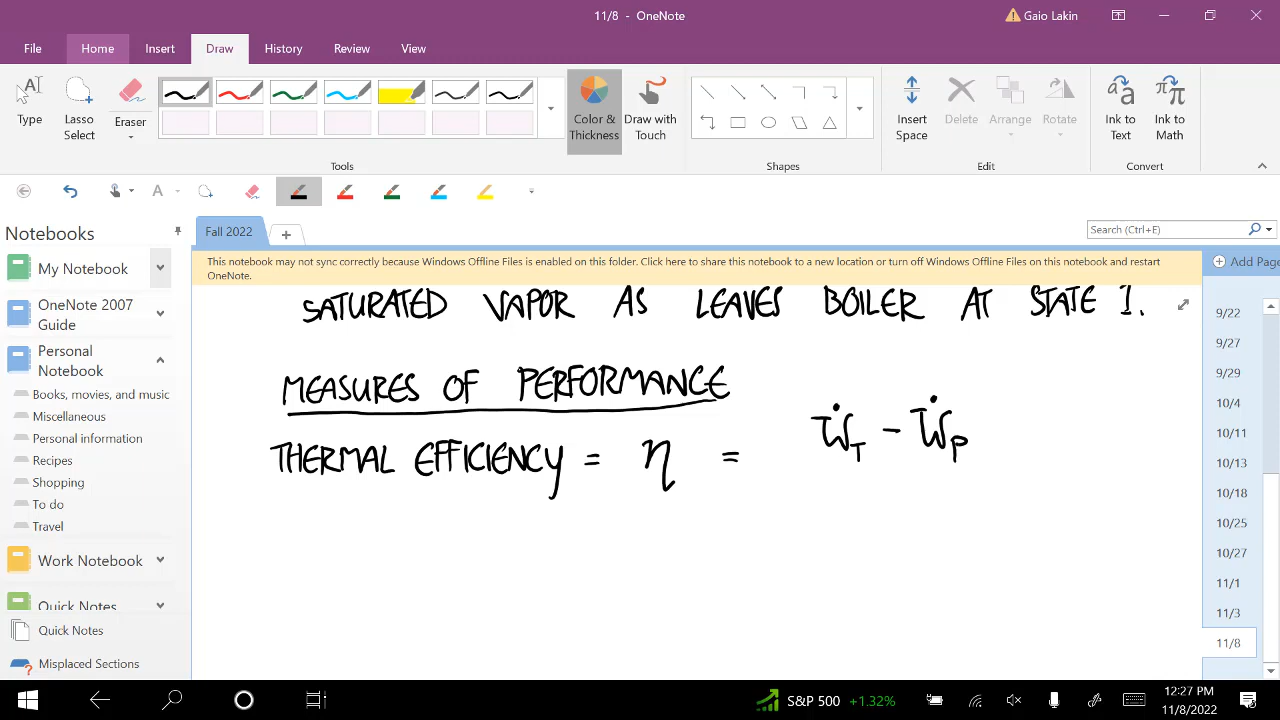 11/8 - OneNote
Gaio Lakin
File Home Insert Draw History Review View
Type
Lasso Select
Eraser
Color & Thickness
Draw with Touch
Insert Space
Delete
Arrange
Rotate
Ink to Text
Ink to Math
Tools
Shapes
Edit
Convert
Notebooks
Fall 2022
Search (Ctrl+E)
My Notebook
OneNote 2007 Guide
Personal Notebook
Books, movies, and music
Miscellaneous
Recipes
Shopping
To do
Travel
Work Notebook
Quick Notes
Quick Notes
Misplaced Sections
This notebook may not sync correctly because Windows Offline Files is enabled on this folder. Click here to share this notebook to a new location or turn off Windows Offline Files on this notebook and restart
OneNote.
SATURATED VAPOR AS LEAVES BOILER AT STATE 1.
MEASURES OF PERFORMANCE
THERMAL EFFICIENCY = η = Ẇ_T - Ẇ_P
Add Page
9/22
9/27
9/29
10/4
10/11
10/13
10/18
10/25
10/27
11/1
11/3
11/8
S&P 500 +1.32%
12:27 PM
11/8/2022